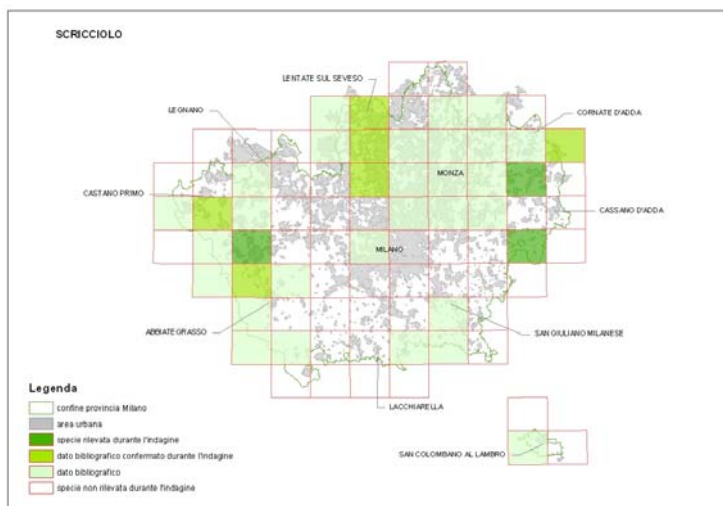 SCRICCIOLO
LENTATE SUL SEVESO
LEGNANO
CORNATE D'ADDA
MONZA
CASTANO PRIMO
CASSANO D'ADDA
MILANO
ABBIATEGRASSO
SAN GIULIANO MILANESE
Legenda
confine provincia Milano
area urbana
specie rilevata durante l'indagine
dato bibliografico confermato durante l'indagine
dato bibliografico
specie non rilevata durante l'indagine
LACCHIARELLA
SAN COLOMBANO AL LAMBRO